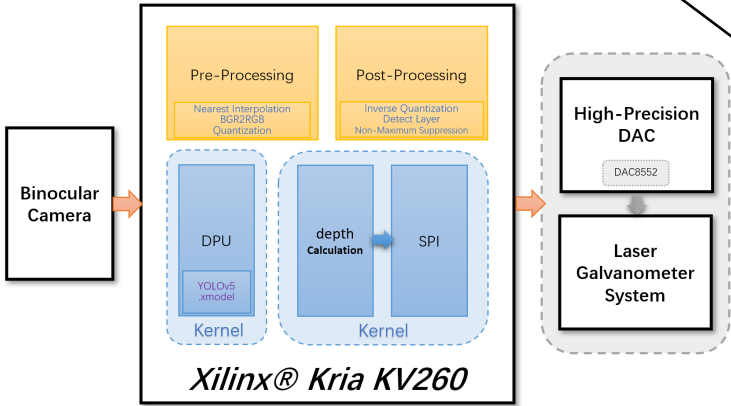 Binocular
Camera
Pre-Processing
Nearest Interpolation
BGR2RGB
Quantization
Post-Processing
Inverse Quantization
Detect Layer
Non-Maximum Suppression
DPU
YOLOv5
.xmodel
Kernel
depth
Calculation
SPI
Kernel
Xilinx® Kria KV260
High-Precision
DAC
DAC8552
Laser
Galvanometer
System